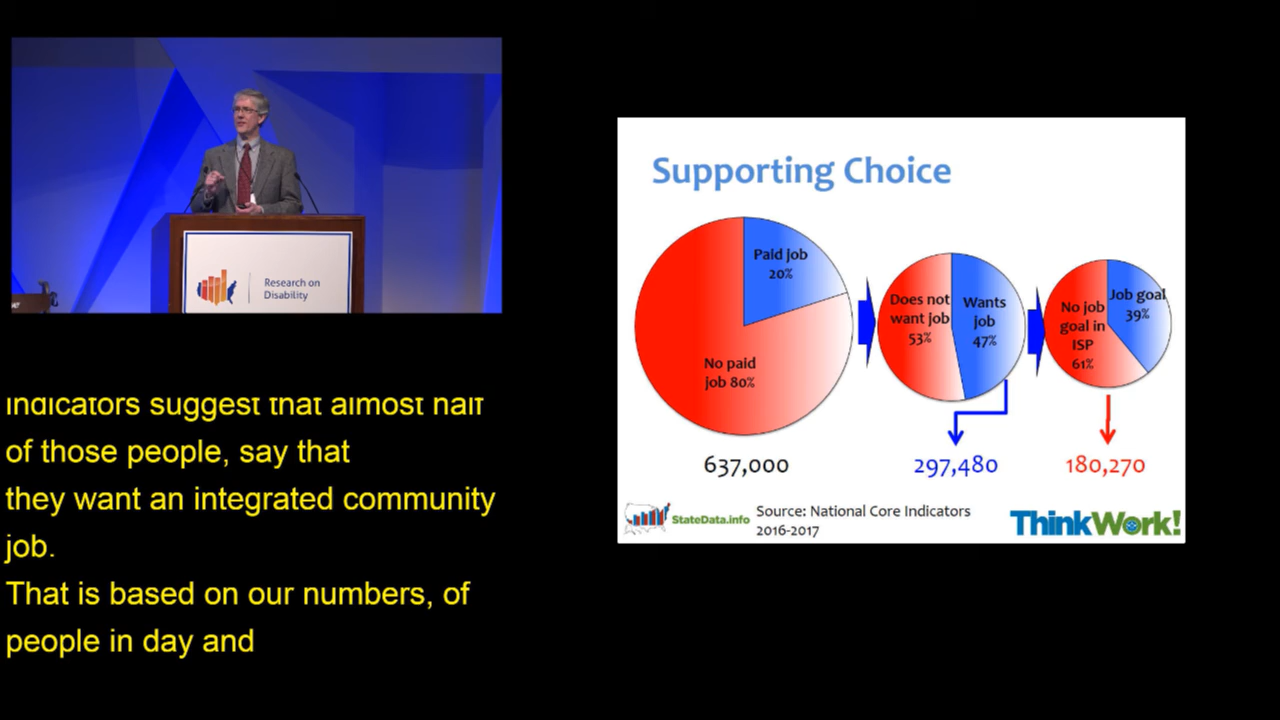 Research on
Disability
indicators suggest that almost half
of those people, say that
they want an integrated community
job.
That is based on our numbers, of
people in day and
Supporting Choice
Paid job
20%
No paid
job 80%
637,000
Does not
want job
53%
Wants
job
47%
297,480
No job
goal in
ISP
61%
Job goal
39%
180,270
StateData.info
Source: National Core Indicators
2016-2017
ThinkWork!